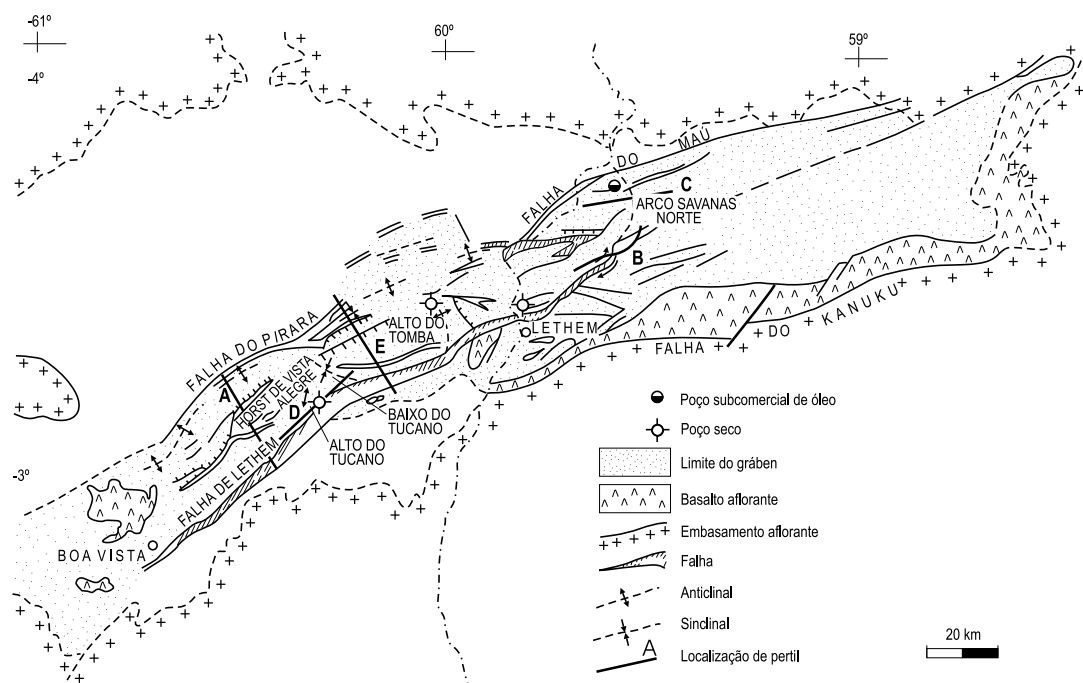 -61º
60º
59º
-4º
-3º
FALHA DO MAÚ
C
ARCO SAVANAS
NORTE
B
FALHA DO PIRARA
ALTO DO
TOMBA
LETHEM
FALHA DO KANUKU
E
A
HORST DE VISTA
ALEGRE
D
BAIXO DO
TUCANO
ALTO DO
TUCANO
FALHA DE LETHEM
BOA VISTA
Poço subcomercial de óleo
Poço seco
Limite do gráben
Basalto aflorante
Embasamento aflorante
Falha
Anticlinal
Sinclinal
A
Localização de pertil
20 km